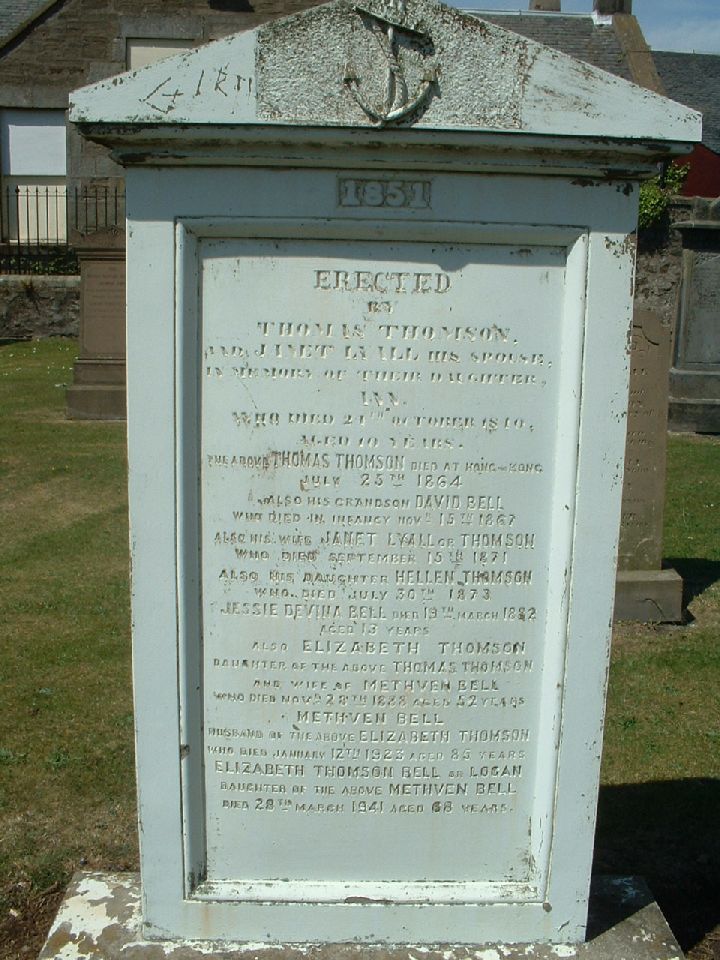 1851
ERECTED
BY
THOMAS THOMSON,
AND JANET LYALL HIS SPOUSE,
IN MEMORY OF THEIR DAUGHTER,
ANN.
WHO DIED 24TH OCTOBER 1840,
AGED 10 YEARS.
THE ABOVE THOMAS THOMSON DIED AT HONG-KONG
JULY 25TH 1864
ALSO HIS GRANDSON DAVID BELL
WHO DIED IN INFANCY NOVR 15TH 1867
ALSO HIS WIFE JANET LYALL OR THOMSON
WHO DIED SEPTEMBER 15TH 1871
ALSO HIS DAUGHTER HELLEN THOMSON
WHO DIED JULY 30TH 1873
JESSIE DEVINA BELL DIED 19TH MARCH 1882
AGED 13 YEARS
ALSO ELIZABETH THOMSON
DAUGHTER OF THE ABOVE THOMAS THOMSON
AND WIFE OF METHVEN BELL
WHO DIED NOVR 28TH 1888 AGED 52 YEARS
METHVEN BELL
HUSBAND OF THE ABOVE ELIZABETH THOMSON
WHO DIED JANUARY 12TH 1923 AGED 85 YEARS
ELIZABETH THOMSON BELL OR LOGAN
DAUGHTER OF THE ABOVE METHVEN BELL
DIED 28TH MARCH 1941 AGED 68 YEARS.